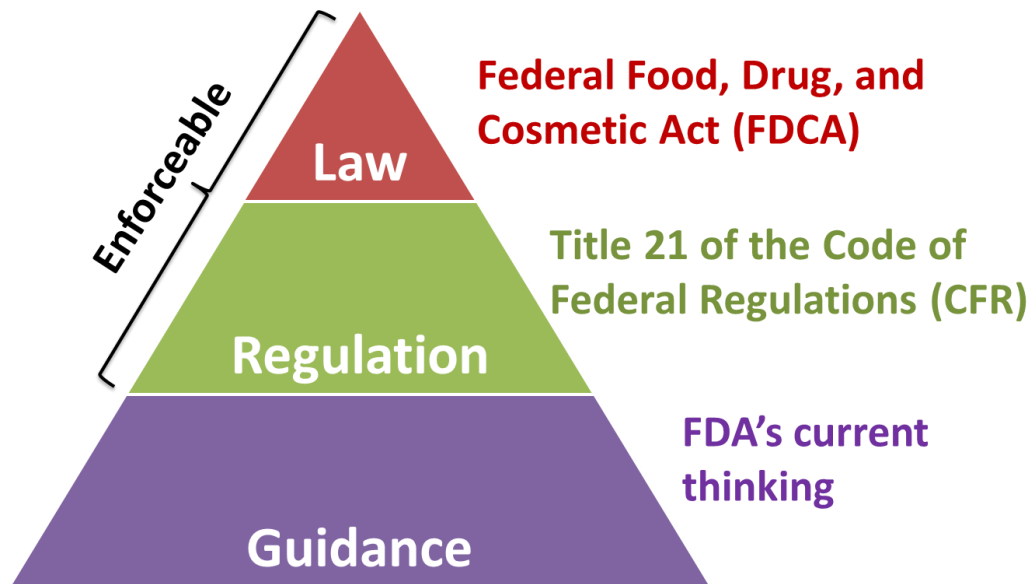 Enforceable
Law
Federal Food, Drug, and
Cosmetic Act (FDCA)
Regulation
Title 21 of the Code of
Federal Regulations (CFR)
Guidance
FDA’s current
thinking